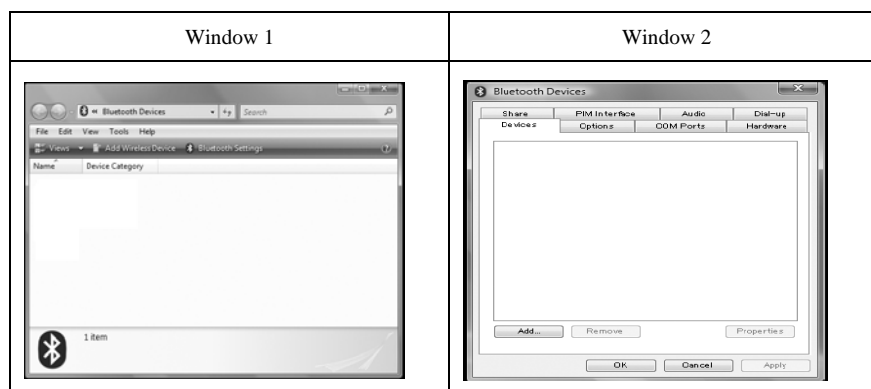 Window 1
Window 2
« Bluetooth Devices
Search
File Edit View Tools Help
Views Add Wireless Device Bluetooth Settings
Name Device Category
1 item
Bluetooth Devices
Share PIM Interface Audio Dial-up
Devices Options COM Ports Hardware
Add... Remove Properties
OK Cancel Apply